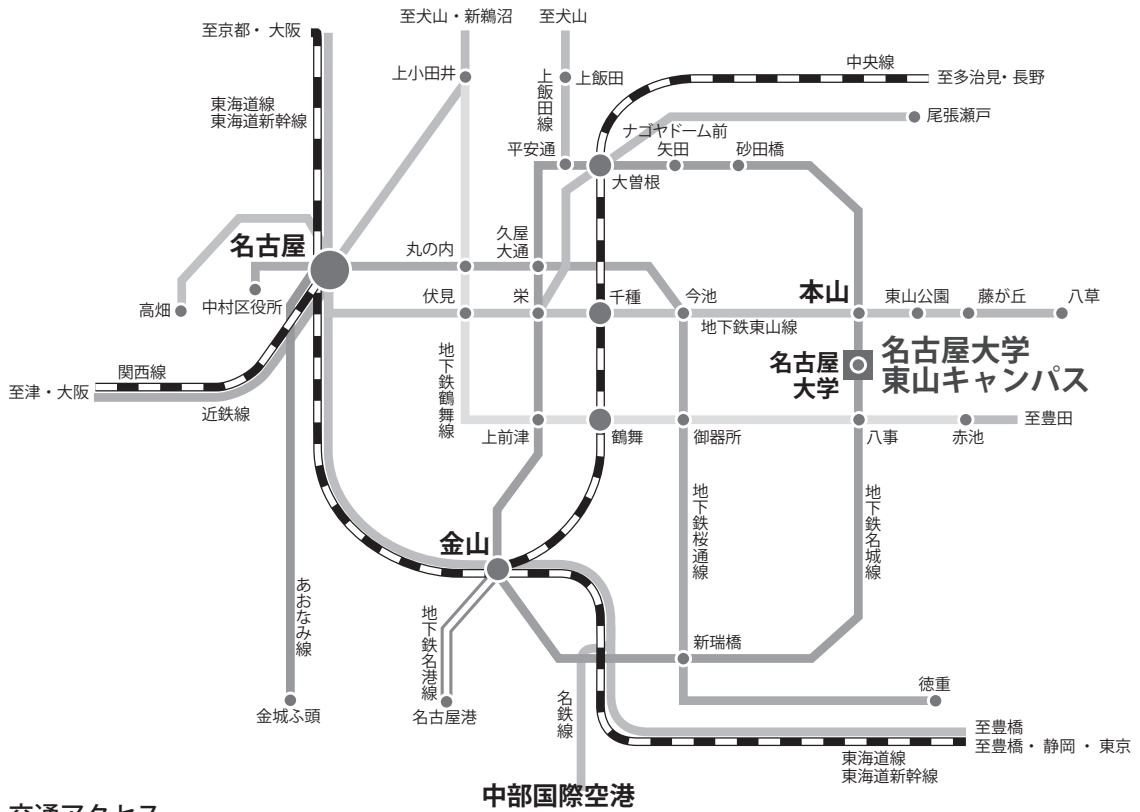 至京都・大阪
至犬山・新鵜沼
至犬山
中央線
至多治見・長野
上小田井
上飯田
上飯田線
東海道線
東海道新幹線
尾張瀬戸
ナゴヤドーム前
矢田
砂田橋
平安通
大曽根
名古屋
丸の内
久屋
大通
高畑
中村区役所
伏見
栄
千種
今池
本山
東山公園
藤が丘
八草
地下鉄東山線
名古屋
大学
名古屋大学
東山キャンパス
関西線
至津・大阪
近鉄線
地下鉄鶴舞線
上前津
鶴舞
御器所
八事
赤池
至豊田
地下鉄桜通線
地下鉄名城線
金山
あおなみ線
地下鉄名港線
新瑞橋
金城ふ頭
名古屋港
名鉄線
徳重
至豊橋
至豊橋・静岡・東京
東海道線
東海道新幹線
中部国際空港
交通アクセス